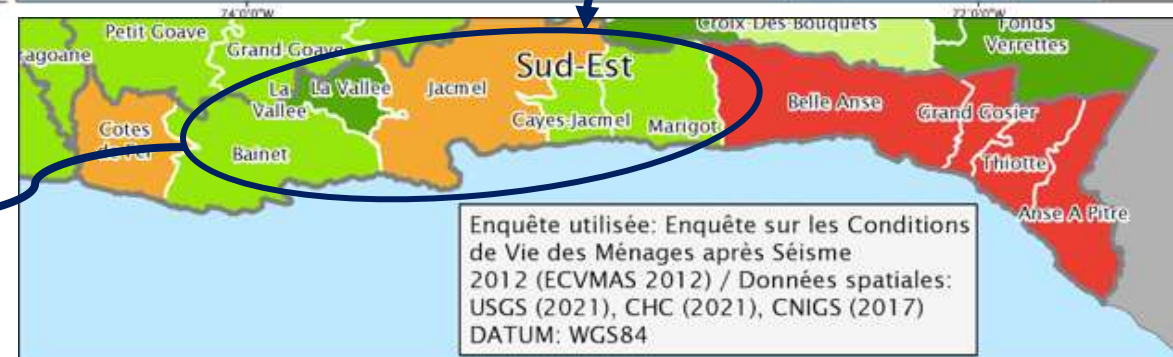 74°0'0"W
72°0'0"W
Petit Goave
Croix-Des-Bouquets
Fonds
Verrettes
agoane
Grand Goave
Sud-Est
La
Vallee
La Vallee
Jacmel
Belle Anse
Grand Gosier
Cotes
de Fer
Cayes-Jacmel
Marigot
Bainet
Thiotte
Anse A Pitre
Enquête utilisée: Enquête sur les Conditions
de Vie des Ménages après Séisme
2012 (ECVMAS 2012) / Données spatiales:
USGS (2021), CHC (2021), CNIGS (2017)
DATUM: WGS84